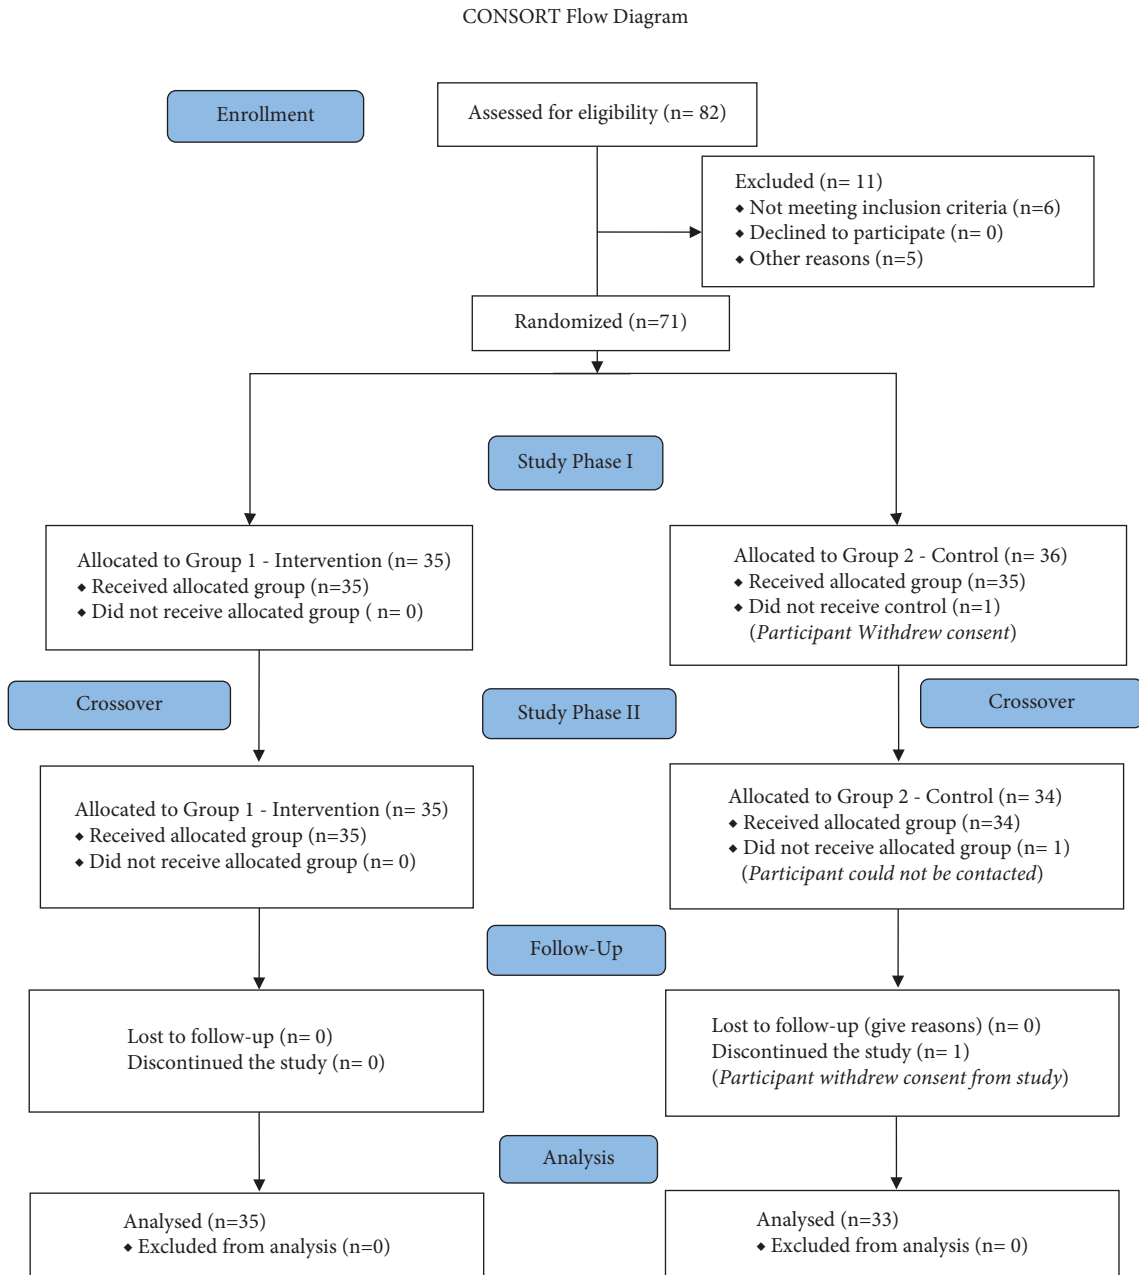 CONSORT Flow Diagram
Enrollment
Assessed for eligibility (n= 82)
Excluded (n= 11)
◆ Not meeting inclusion criteria (n=6)
◆ Declined to participate (n= 0)
◆ Other reasons (n=5)
Randomized (n=71)
Study Phase I
Allocated to Group 1 - Intervention (n= 35)
◆ Received allocated group (n=35)
◆ Did not receive allocated group ( n= 0)
Allocated to Group 2 - Control (n= 36)
◆ Received allocated group (n=35)
◆ Did not receive control (n=1)
(Participant Withdrew consent)
Crossover
Study Phase II
Crossover
Allocated to Group 1 - Intervention (n= 35)
◆ Received allocated group (n=35)
◆ Did not receive allocated group (n= 0)
Allocated to Group 2 - Control (n= 34)
◆ Received allocated group (n=34)
◆ Did not receive allocated group (n= 1)
(Participant could not be contacted)
Follow-Up
Lost to follow-up (n= 0)
Discontinued the study (n= 0)
Lost to follow-up (give reasons) (n= 0)
Discontinued the study (n= 1)
(Participant withdrew consent from study)
Analysis
Analysed (n=35)
◆ Excluded from analysis (n=0)
Analysed (n=33)
◆ Excluded from analysis (n= 0)